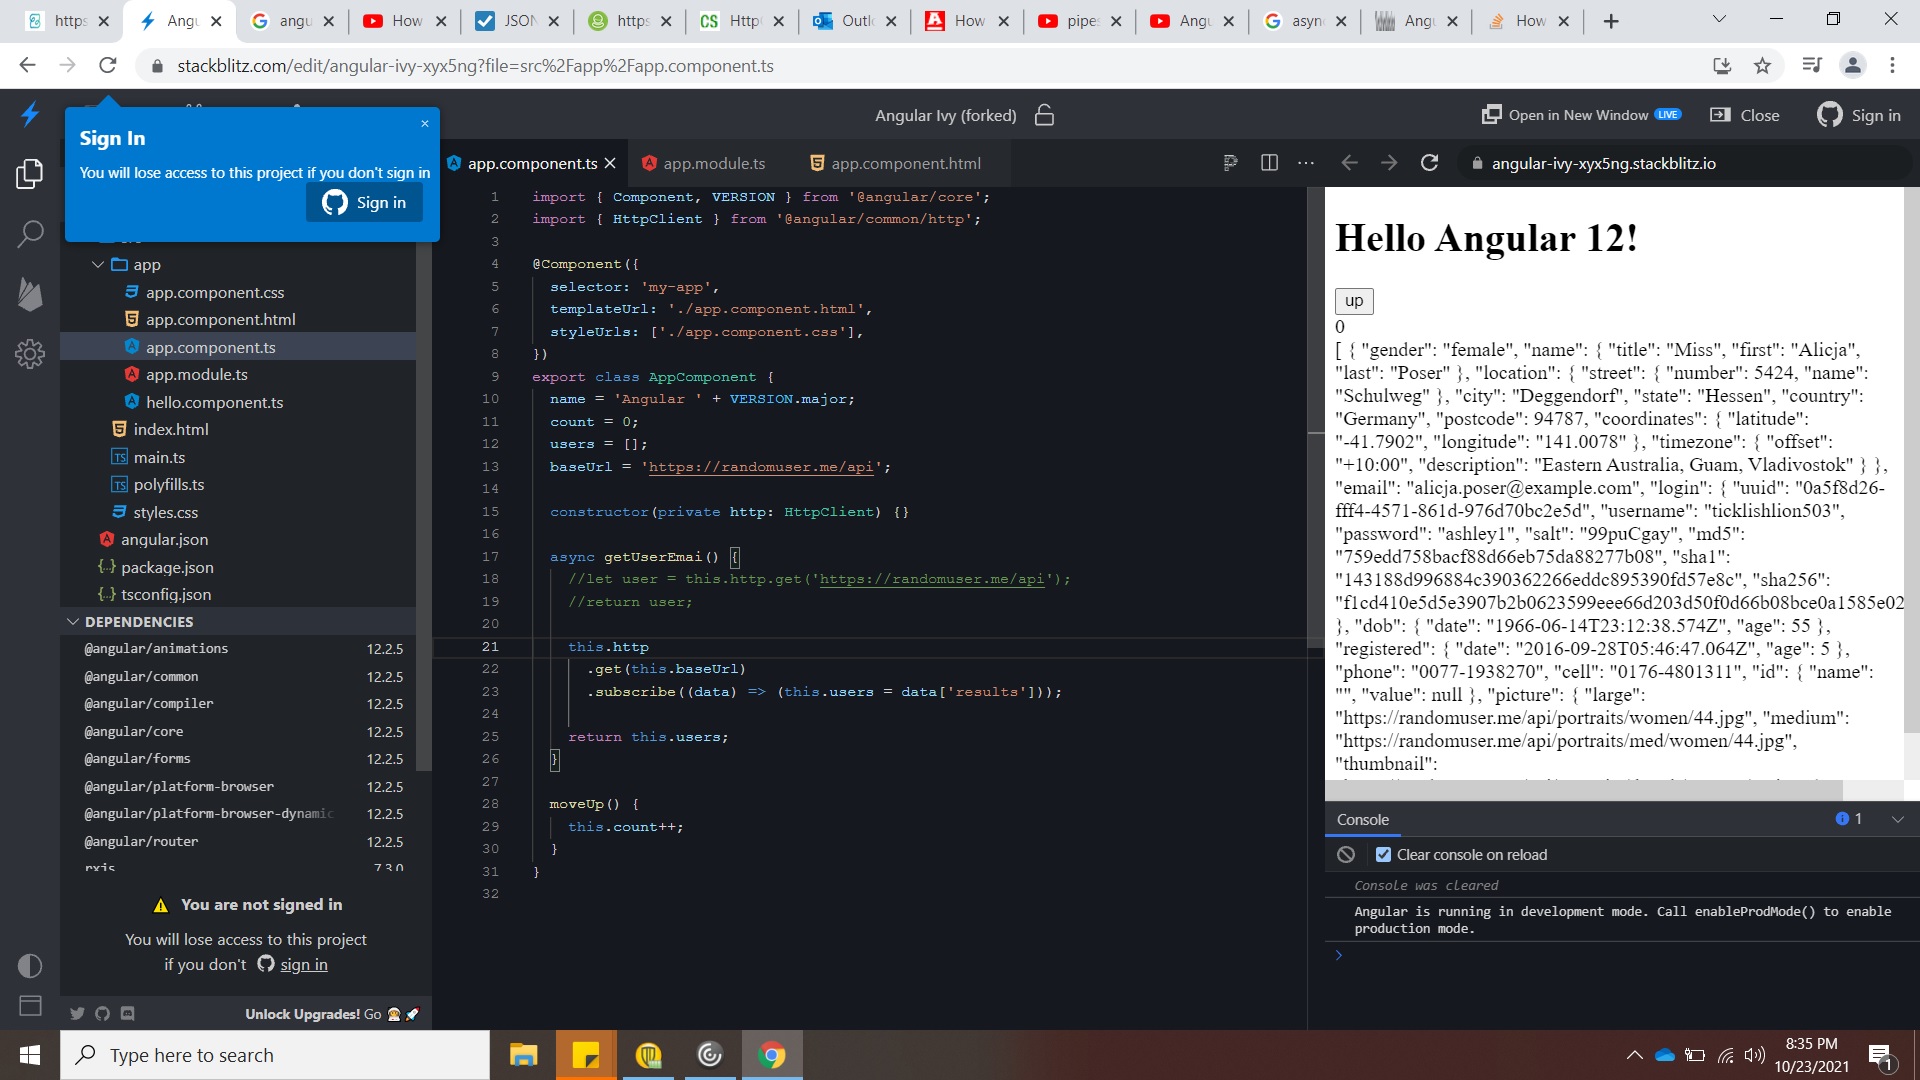 https
Angu
angu
How
JSON
https
Http
Outlo
How
pipes
Angu
async
Angu
How
stackblitz.com/edit/angular-ivy-xyx5ng?file=src%2Fapp%2Fapp.component.ts
Angular Ivy (forked)
Open in New Window LIVE
Close
Sign in
Sign In
You will lose access to this project if you don't sign in
Sign in
app
app.component.css
app.component.html
app.component.ts
app.module.ts
hello.component.ts
index.html
main.ts
polyfills.ts
styles.css
angular.json
package.json
tsconfig.json
DEPENDENCIES
@angular/animations 12.2.5
@angular/common 12.2.5
@angular/compiler 12.2.5
@angular/core 12.2.5
@angular/forms 12.2.5
@angular/platform-browser 12.2.5
@angular/platform-browser-dynamic 12.2.5
@angular/router 12.2.5
rxjs 7.3.0
You are not signed in
You will lose access to this project
if you don't sign in
Unlock Upgrades! Go
app.component.ts
app.module.ts
app.component.html
1 import { Component, VERSION } from '@angular/core';
2 import { HttpClient } from '@angular/common/http';
3
4 @Component({
5 selector: 'my-app',
6 templateUrl: './app.component.html',
7 styleUrls: ['./app.component.css'],
8 })
9 export class AppComponent {
10 name = 'Angular ' + VERSION.major;
11 count = 0;
12 users = [];
13 baseUrl = 'https://randomuser.me/api';
14
15 constructor(private http: HttpClient) {}
16
17 async getUserEmai() {
18 //let user = this.http.get('https://randomuser.me/api');
19 //return user;
20
21 this.http
22 .get(this.baseUrl)
23 .subscribe((data) => (this.users = data['results']));
24
25 return this.users;
26 }
27
28 moveUp() {
29 this.count++;
30 }
31 }
32
angular-ivy-xyx5ng.stackblitz.io
Hello Angular 12!
up
0
[ { "gender": "female", "name": { "title": "Miss", "first": "Alicja",
"last": "Poser" }, "location": { "street": { "number": 5424, "name":
"Schulweg" }, "city": "Deggendorf", "state": "Hessen", "country":
"Germany", "postcode": 94787, "coordinates": { "latitude":
"-41.7902", "longitude": "141.0078" }, "timezone": { "offset":
"+10:00", "description": "Eastern Australia, Guam, Vladivostok" } },
"email": "alicja.poser@example.com", "login": { "uuid": "0a5f8d26-
fff4-4571-861d-976d70bc2e5d", "username": "ticklishlion503",
"password": "ashley1", "salt": "99puCgay", "md5":
"759edd758bacf88d66eb75da88277b08", "sha1":
"143188d996884c390362266eddc895390fd57e8c", "sha256":
"f1cd410e5d5e3907b2b0623599eee66d203d50f0d66b08bce0a1585e02
}, "dob": { "date": "1966-06-14T23:12:38.574Z", "age": 55 },
"registered": { "date": "2016-09-28T05:46:47.064Z", "age": 5 },
"phone": "0077-1938270", "cell": "0176-4801311", "id": { "name":
"", "value": null }, "picture": { "large":
"https://randomuser.me/api/portraits/women/44.jpg", "medium":
"https://randomuser.me/api/portraits/med/women/44.jpg",
"thumbnail":
Console
1
Clear console on reload
Console was cleared
Angular is running in development mode. Call enableProdMode() to enable
production mode.
Type here to search
8:35 PM
10/23/2021
1